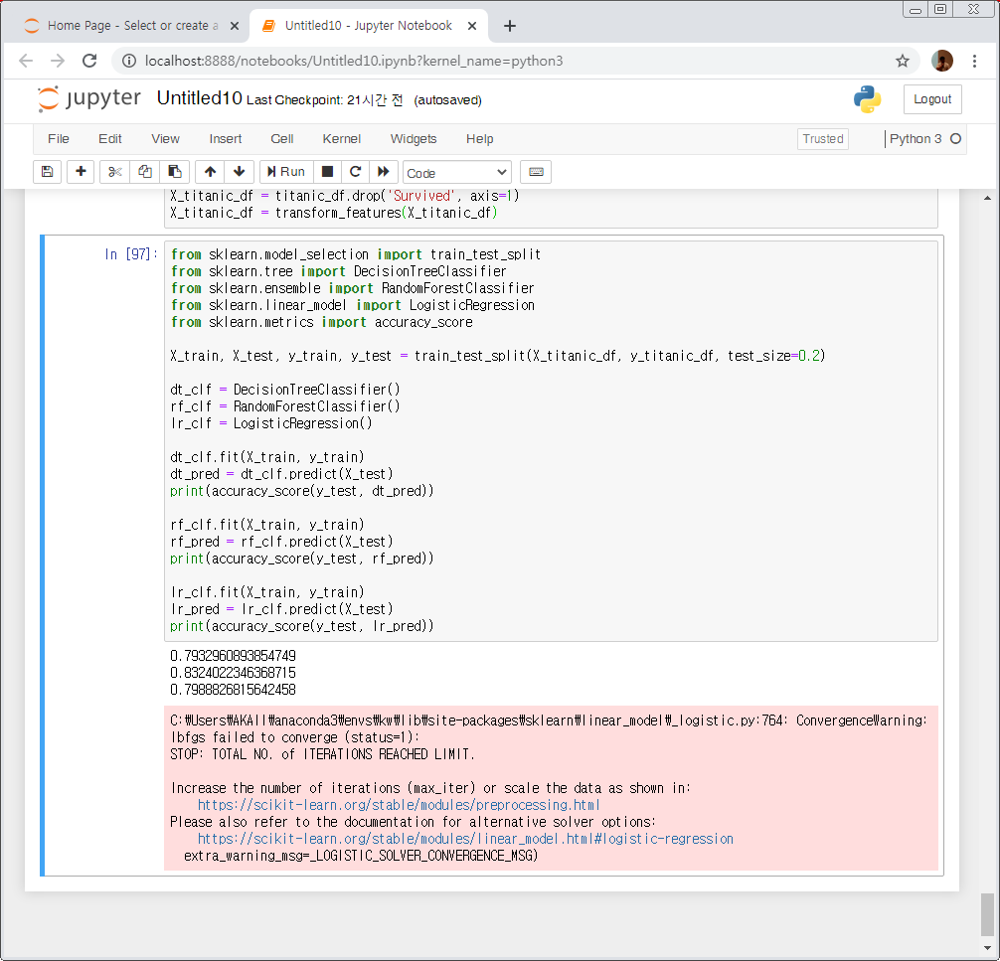 Home Page - Select or create a
Untitled10 - Jupyter Notebook
localhost:8888/notebooks/Untitled10.ipynb?kernel_name=python3
jupyter Untitled10 Last Checkpoint: 21시간 전 (autosaved)
Logout
File Edit View Insert Cell Kernel Widgets Help
Trusted
Python 3
Run
Code
X_titanic_df = titanic_df.drop('Survived', axis=1)
X_titanic_df = transform_features(X_titanic_df)
In [97]:
from sklearn.model_selection import train_test_split
from sklearn.tree import DecisionTreeClassifier
from sklearn.ensemble import RandomForestClassifier
from sklearn.linear_model import LogisticRegression
from sklearn.metrics import accuracy_score
X_train, X_test, y_train, y_test = train_test_split(X_titanic_df, y_titanic_df, test_size=0.2)
dt_clf = DecisionTreeClassifier()
rf_clf = RandomForestClassifier()
lr_clf = LogisticRegression()
dt_clf.fit(X_train, y_train)
dt_pred = dt_clf.predict(X_test)
print(accuracy_score(y_test, dt_pred))
rf_clf.fit(X_train, y_train)
rf_pred = rf_clf.predict(X_test)
print(accuracy_score(y_test, rf_pred))
lr_clf.fit(X_train, y_train)
lr_pred = lr_clf.predict(X_test)
print(accuracy_score(y_test, lr_pred))
0.7932960893854749
0.8324022346368715
0.7988826815642458
C:₩Users₩AKAII₩anaconda3₩envs₩kw₩lib₩site-packages₩sklearn₩linear_model₩_logistic.py:764: ConvergenceWarning:
lbfgs failed to converge (status=1):
STOP: TOTAL NO. of ITERATIONS REACHED LIMIT.
Increase the number of iterations (max_iter) or scale the data as shown in:
https://scikit-learn.org/stable/modules/preprocessing.html
Please also refer to the documentation for alternative solver options:
https://scikit-learn.org/stable/modules/linear_model.html#logistic-regression
extra_warning_msg=_LOGISTIC_SOLVER_CONVERGENCE_MSG)